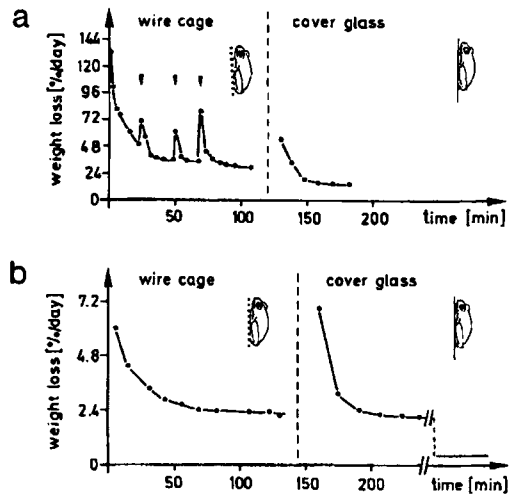 a
wire cage
cover glass
weight loss [%/day]
144
120
96
72
48
24
0
50
100
150
200
time [min]
b
wire cage
cover glass
weight loss [%/day]
7.2
4.8
2.4
0
50
100
150
200
time [min]